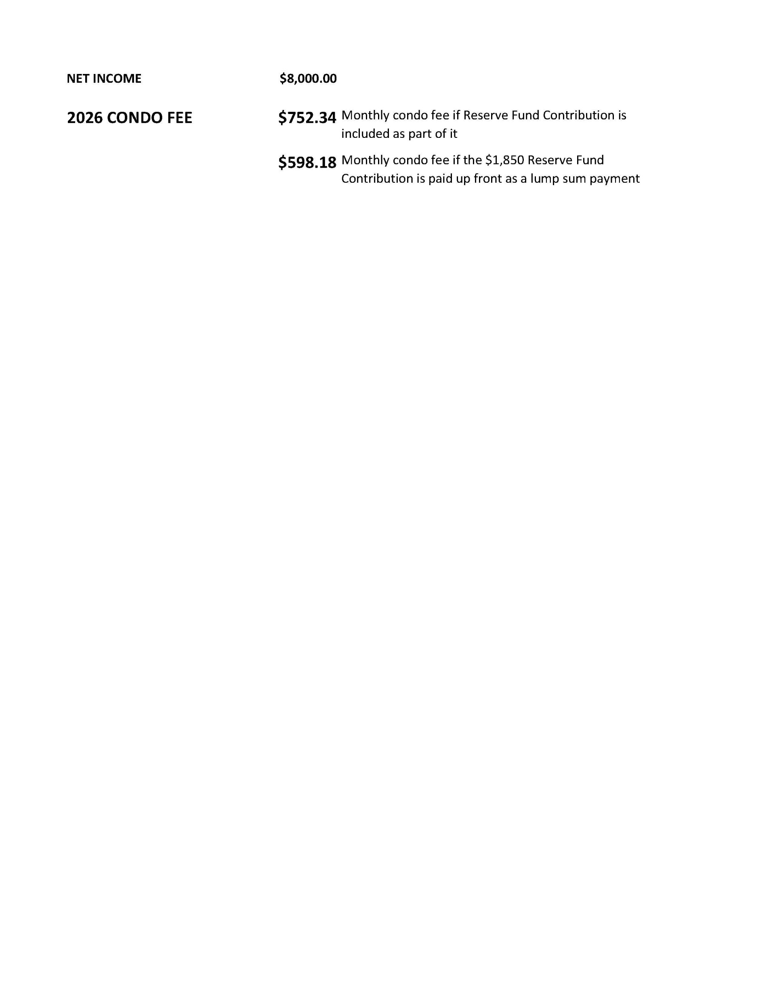 NET INCOME $8,000.00
2026 CONDO FEE $752.34 Monthly condo fee if Reserve Fund Contribution is
included as part of it
$598.18 Monthly condo fee if the $1,850 Reserve Fund
Contribution is paid up front as a lump sum payment